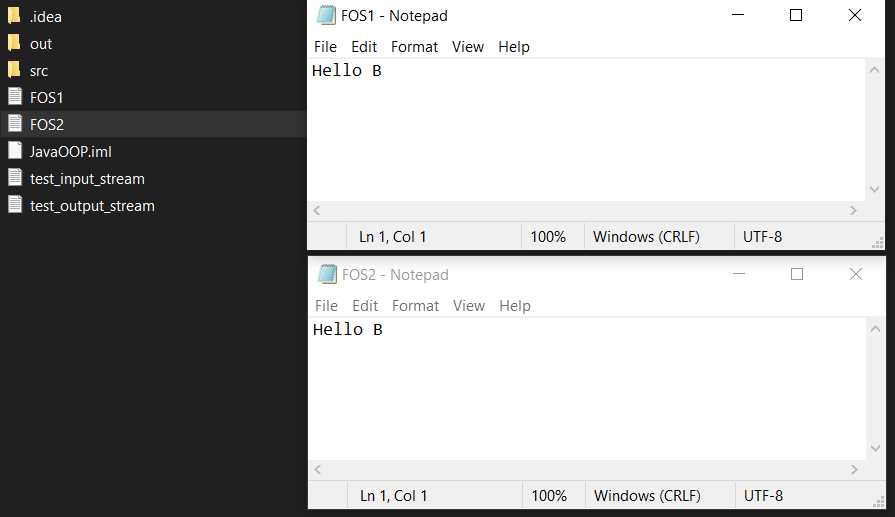 .idea
out
src
FOS1
FOS2
JavaOOP.iml
test_input_stream
test_output_stream
FOS1 - Notepad
File Edit Format View Help
Hello B
Ln 1, Col 1 100% Windows (CRLF) UTF-8
FOS2 - Notepad
File Edit Format View Help
Hello B
Ln 1, Col 1 100% Windows (CRLF) UTF-8